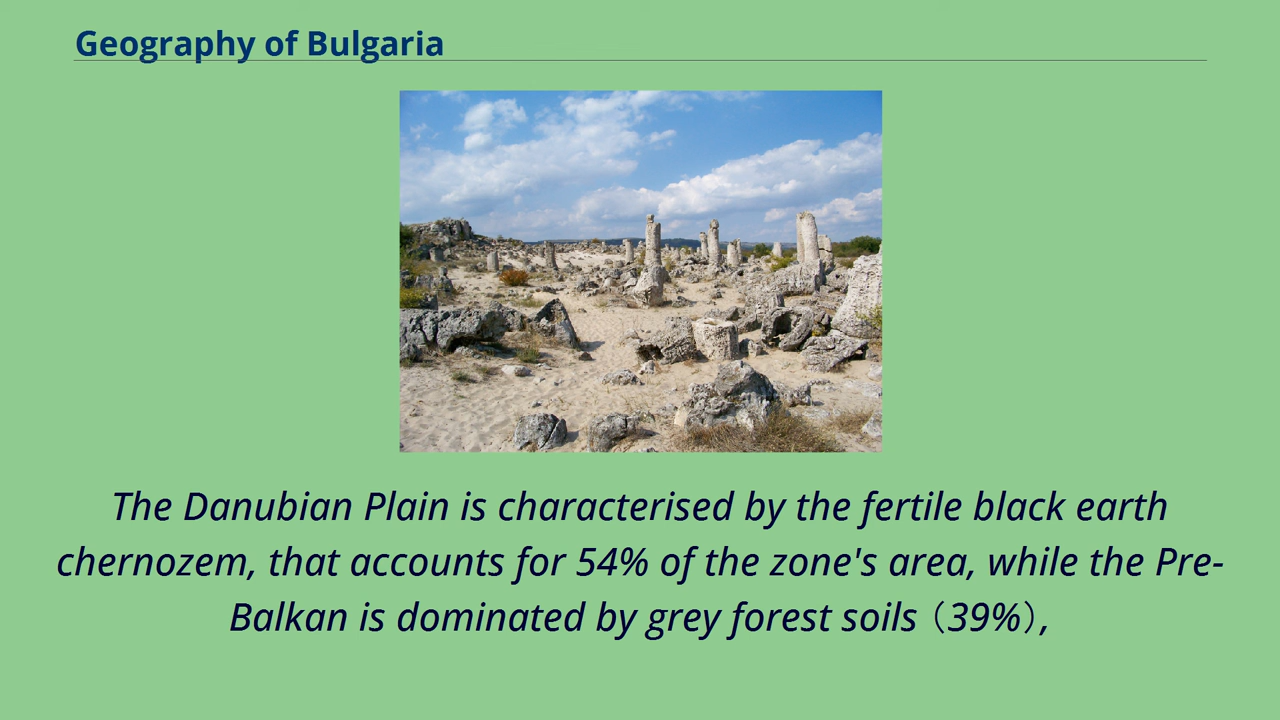 Geography of Bulgaria
The Danubian Plain is characterised by the fertile black earth
chernozem, that accounts for 54% of the zone's area, while the Pre-
Balkan is dominated by grey forest soils（39%）,